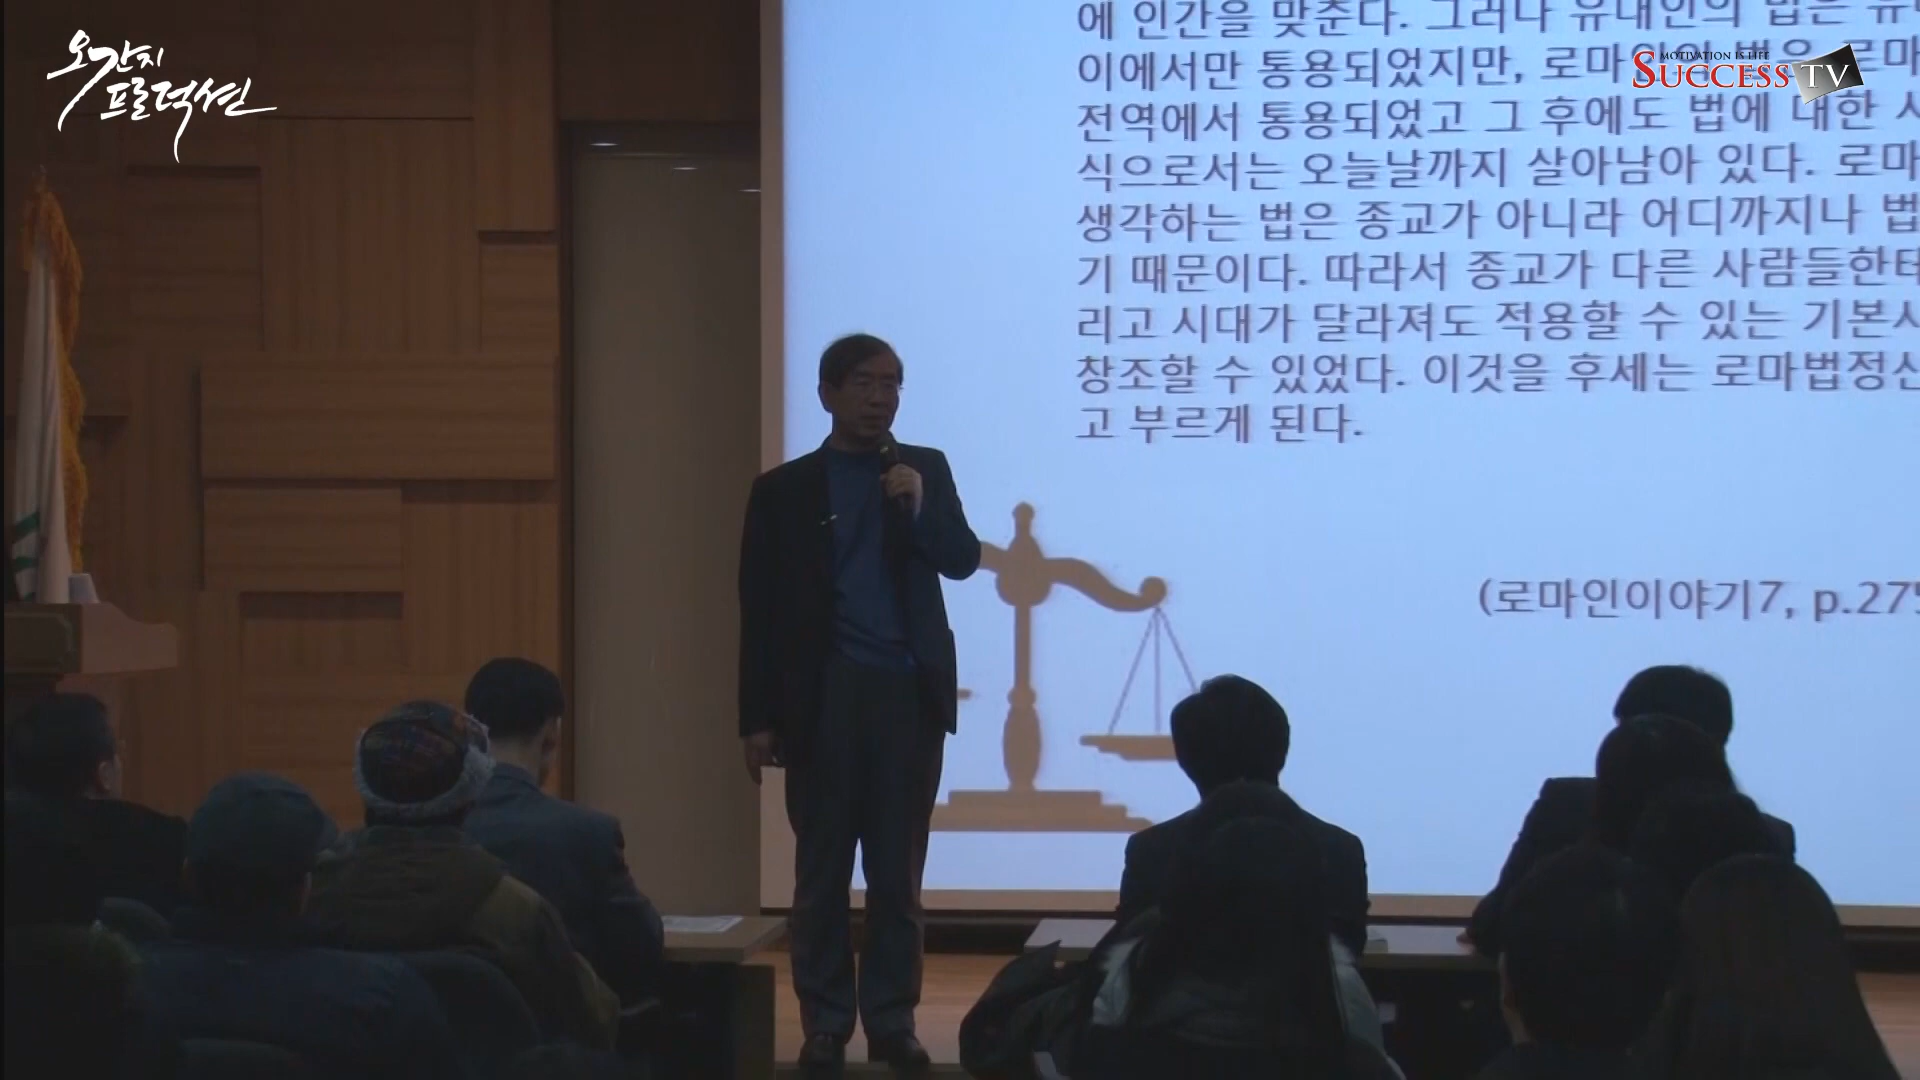 오간지
프로덕션
MOTIVATION IS LIFE
SUCCESS TV
에 인간을 맞춘다. 그러나 유대인의 법은
이에서만 통용되었지만, 로마인의 법은 로마
전역에서 통용되었고 그 후에도 법에 대한
식으로서는 오늘날까지 살아남아 있다. 로마
생각하는 법은 종교가 아니라 어디까지나 법
기 때문이다. 따라서 종교가 다른 사람들한테
리고 시대가 달라져도 적용할 수 있는 기본
창조할 수 있었다. 이것을 후세는 로마법정신
고 부르게 된다.
(로마인이야기7, p.275